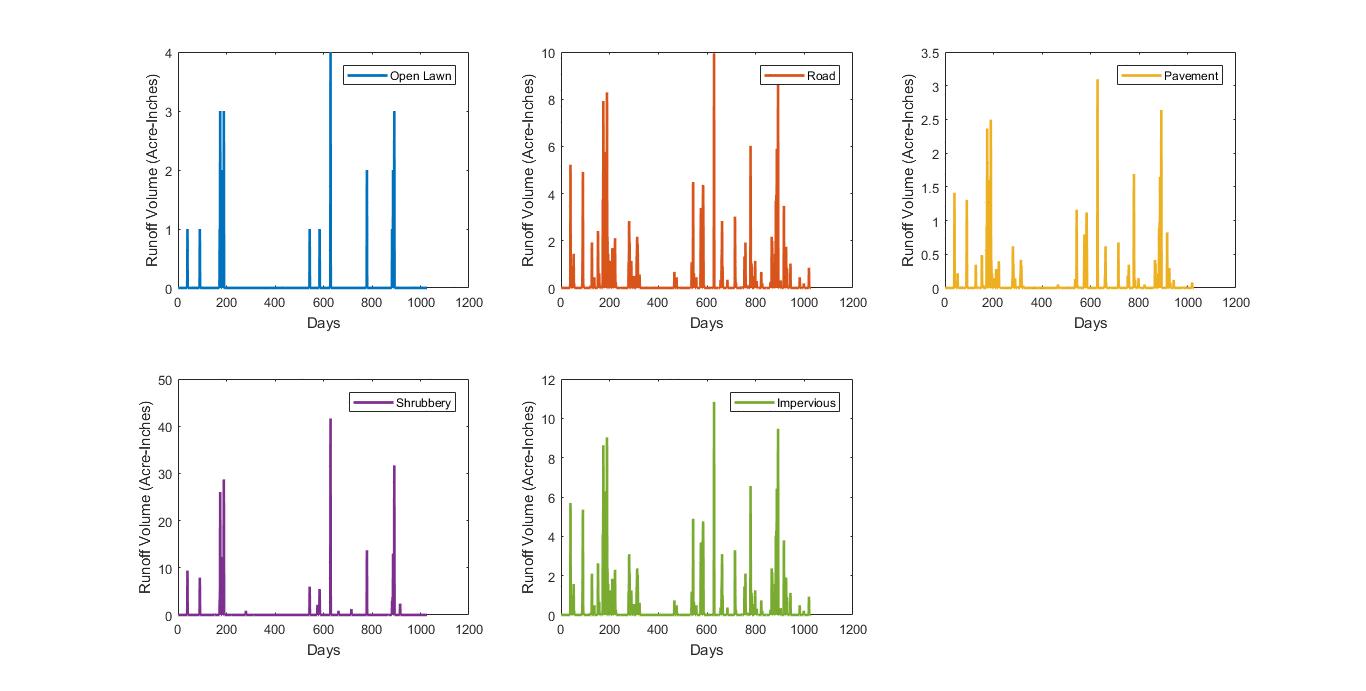 Open Lawn
Runoff Volume (Acre-Inches)
4
3
2
1
0
0 200 400 600 800 1000 1200
Days
Road
Runoff Volume (Acre-Inches)
10
8
6
4
2
0
0 200 400 600 800 1000 1200
Days
Pavement
Runoff Volume (Acre-Inches)
3.5
3
2.5
2
1.5
1
0.5
0
0 200 400 600 800 1000 1200
Days
Shrubbery
Runoff Volume (Acre-Inches)
50
40
30
20
10
0
0 200 400 600 800 1000 1200
Days
Impervious
Runoff Volume (Acre-Inches)
12
10
8
6
4
2
0
0 200 400 600 800 1000 1200
Days